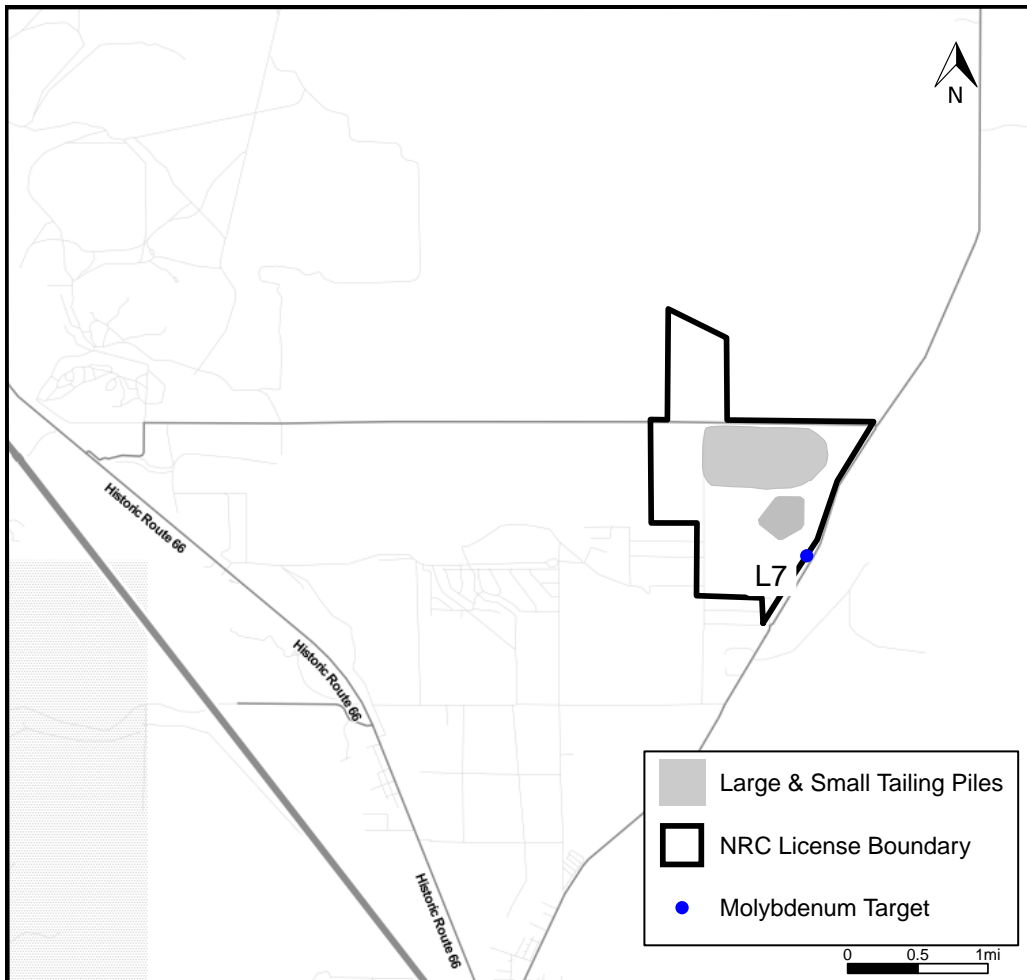 N
Historic Route 66
L7
Historic Route 66
Historic Route 66
Large & Small Tailing Piles
NRC License Boundary
Molybdenum Target
0 0.5 1mi